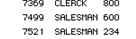 7369 CLERCK 800
7499 SALESMAN 600
7521 SALESMAN 234